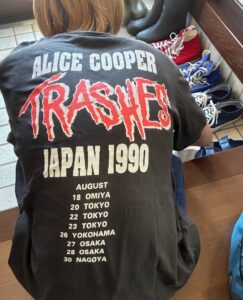 ALICE COOPER
TRASHES
JAPAN 1990
AUGUST
18 OMIYA
20 TOKYO
22 TOKYO
23 TOKYO
26 YOKOHAMA
27 OSAKA
28 OSAKA
30 NAGOYA